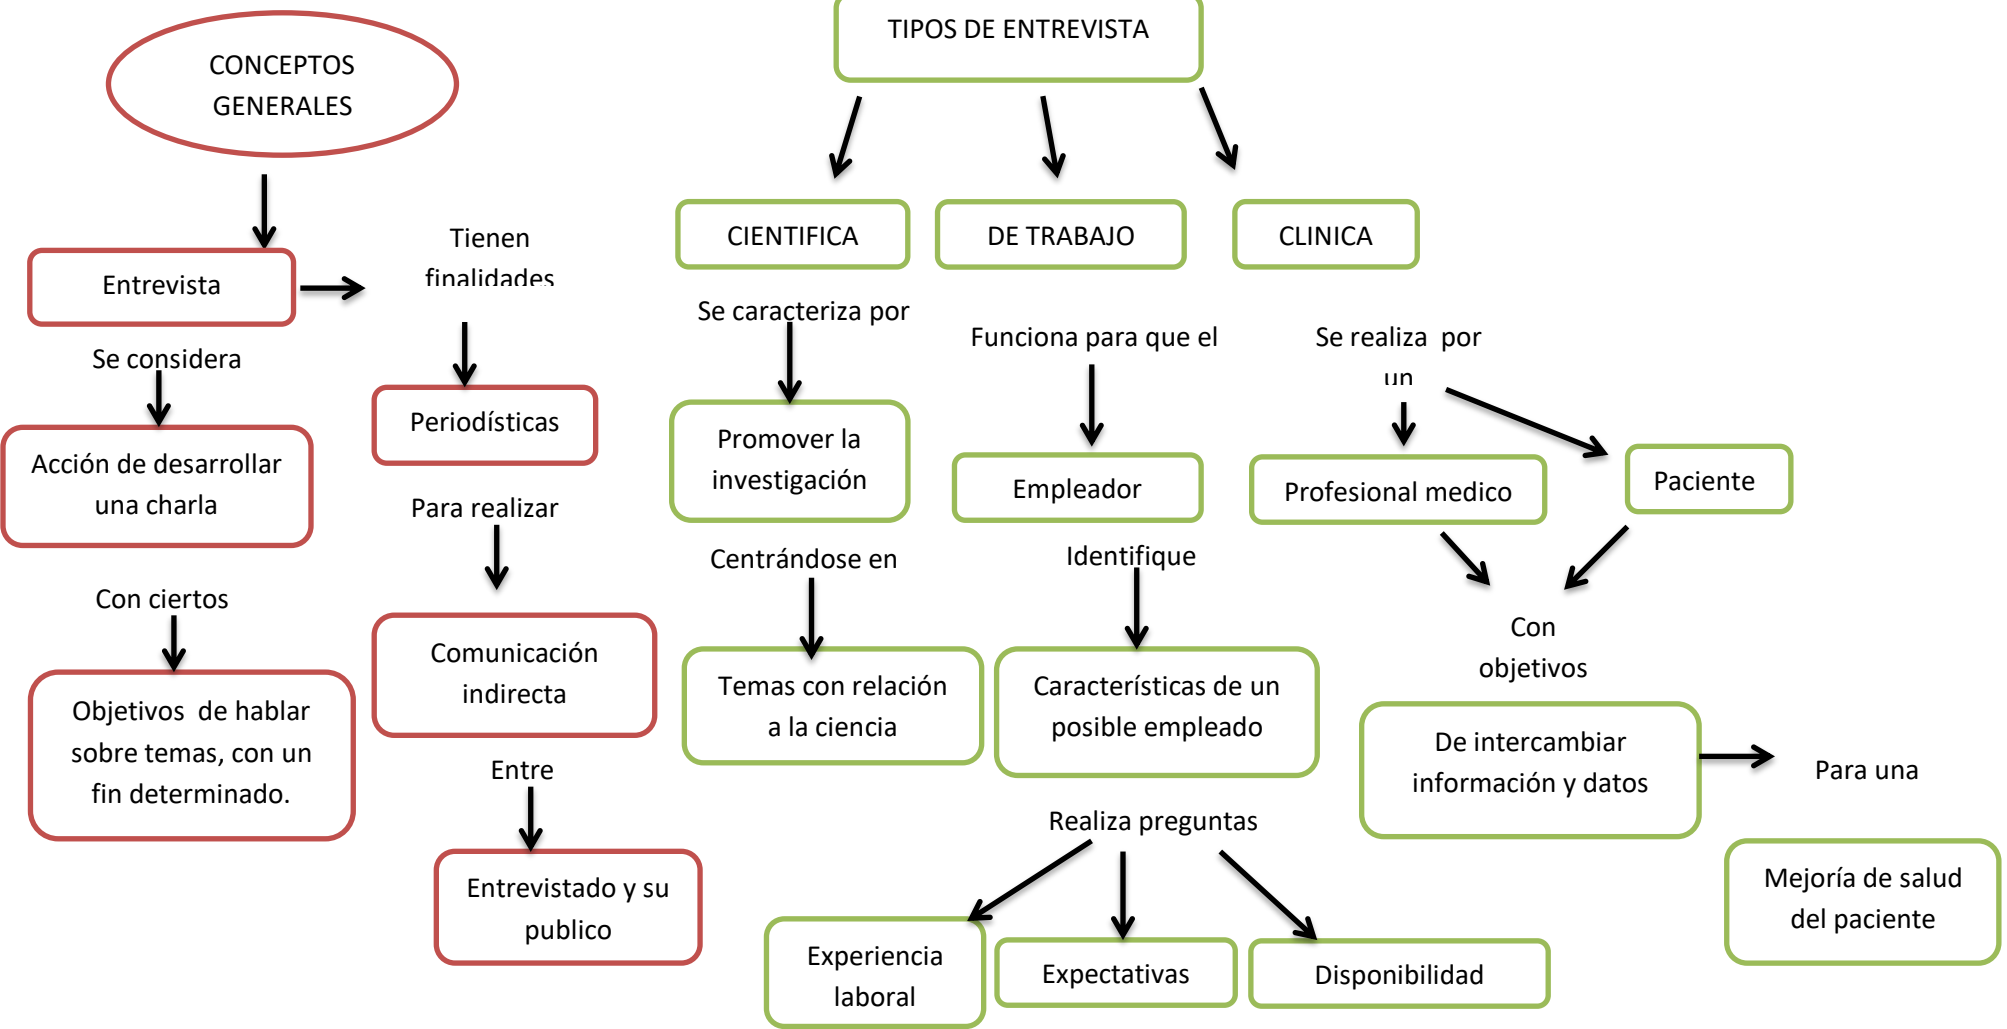 CONCEPTOS
GENERALES
Entrevista
Tienen
finalidades
Se considera
Acción de desarrollar
una charla
Con ciertos
Objetivos  de hablar
sobre temas, con un
fin determinado.
Periodísticas
Para realizar
Comunicación
indirecta
Entre
Entrevistado y su
publico
TIPOS DE ENTREVISTA
CIENTIFICA
Se caracteriza por
Promover la
investigación
Centrándose en
Temas con relación
a la ciencia
DE TRABAJO
Funciona para que el
Empleador
Identifique
Características de un
posible empleado
Realiza preguntas
Experiencia
laboral
Expectativas
Disponibilidad
CLINICA
Se realiza  por
un
Profesional medico
Paciente
Con
objetivos
De intercambiar
información y datos
Para una
Mejoría de salud
del paciente